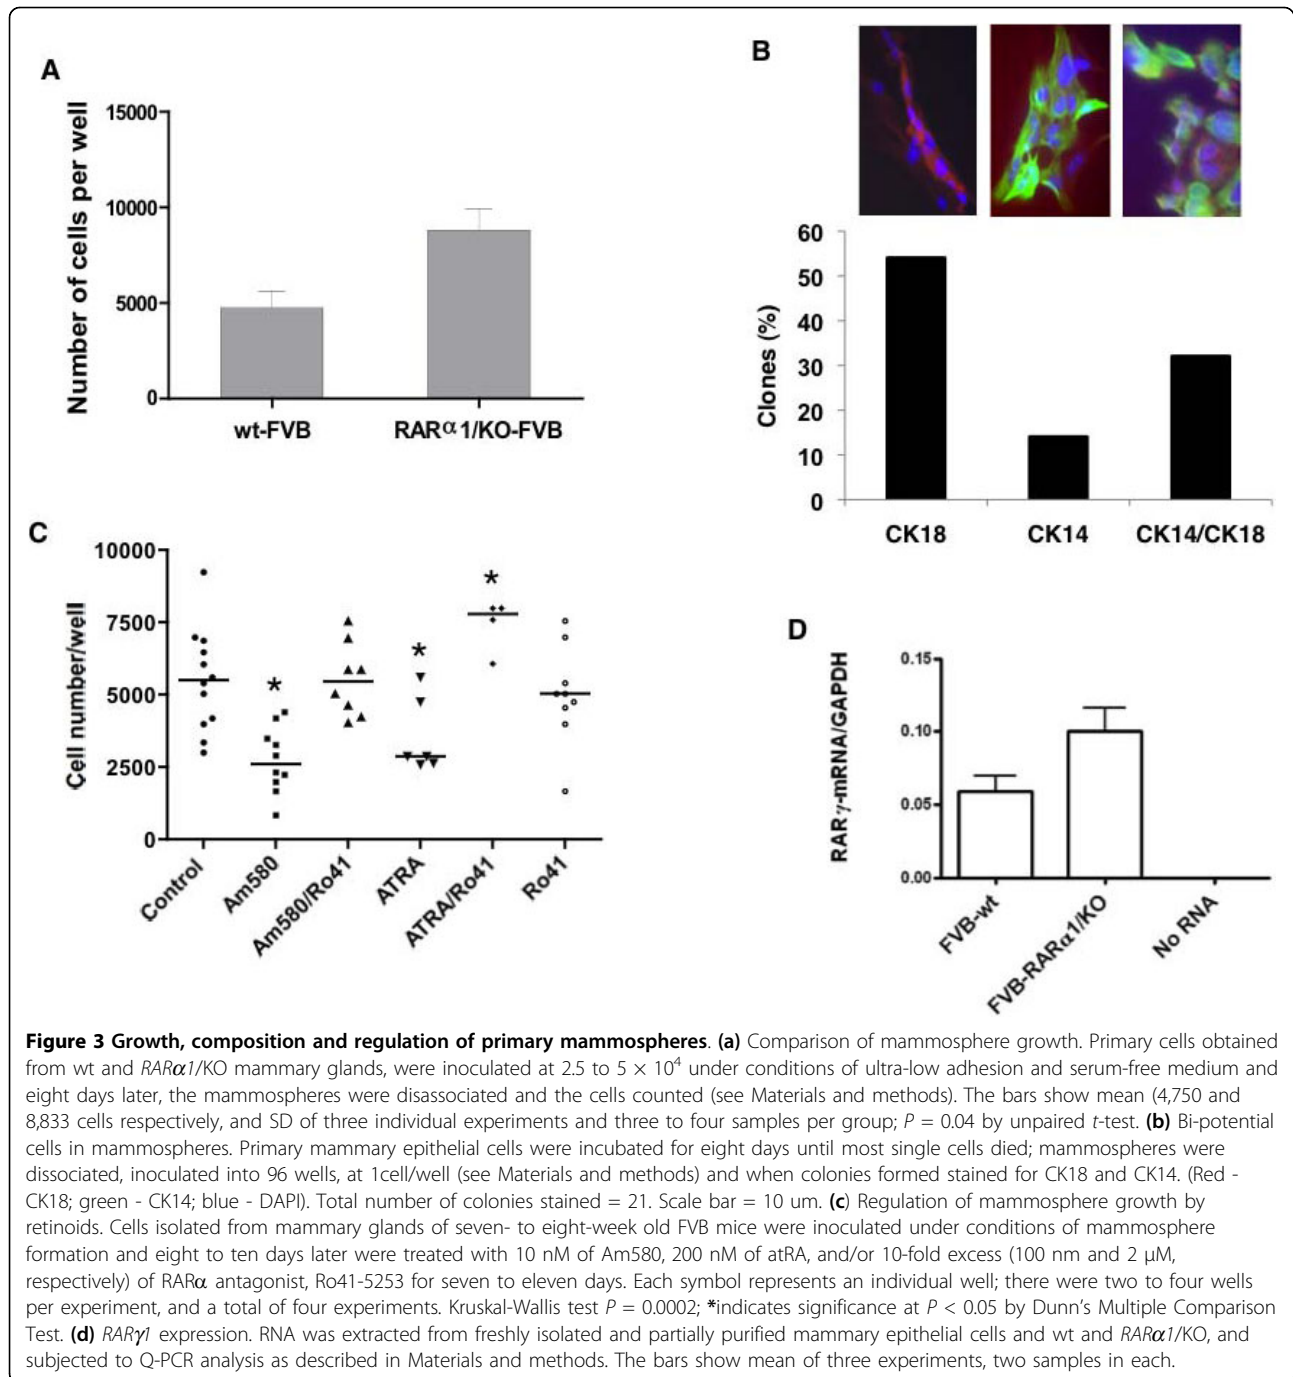 A
Number of cells per well
15000
10000
5000
0
wt-FVB
RARα1/KO-FVB
B
Clones (%)
60
50
40
30
20
10
0
CK18
CK14
CK14/CK18
C
Cell number/well
10000
7500
5000
2500
0
*
*
*
Control
Am580
Am580/Ro41
ATRA
ATRA/Ro41
Ro41
D
RARγ-mRNA/GAPDH
0.15
0.10
0.05
0.00
FVB-wt
FVB-RARα1/KO
No RNA
Figure 3 Growth, composition and regulation of primary mammospheres. (a) Comparison of mammosphere growth. Primary cells obtained
from wt and RARα1/KO mammary glands, were inoculated at 2.5 to 5 × 10⁴ under conditions of ultra-low adhesion and serum-free medium and
eight days later, the mammospheres were disassociated and the cells counted (see Materials and methods). The bars show mean (4,750 and
8,833 cells respectively, and SD of three individual experiments and three to four samples per group; P = 0.04 by unpaired t-test. (b) Bi-potential
cells in mammospheres. Primary mammary epithelial cells were incubated for eight days until most single cells died; mammospheres were
dissociated, inoculated into 96 wells, at 1cell/well (see Materials and methods) and when colonies formed stained for CK18 and CK14. (Red -
CK18; green - CK14; blue - DAPI). Total number of colonies stained = 21. Scale bar = 10 um. (c) Regulation of mammosphere growth by
retinoids. Cells isolated from mammary glands of seven- to eight-week old FVB mice were inoculated under conditions of mammosphere
formation and eight to ten days later were treated with 10 nM of Am580, 200 nM of atRA, and/or 10-fold excess (100 nm and 2 μM,
respectively) of RARα antagonist, Ro41-5253 for seven to eleven days. Each symbol represents an individual well; there were two to four wells
per experiment, and a total of four experiments. Kruskal-Wallis test P = 0.0002; *indicates significance at P < 0.05 by Dunn's Multiple Comparison
Test. (d) RARγ1 expression. RNA was extracted from freshly isolated and partially purified mammary epithelial cells and wt and RARα1/KO, and
subjected to Q-PCR analysis as described in Materials and methods. The bars show mean of three experiments, two samples in each.